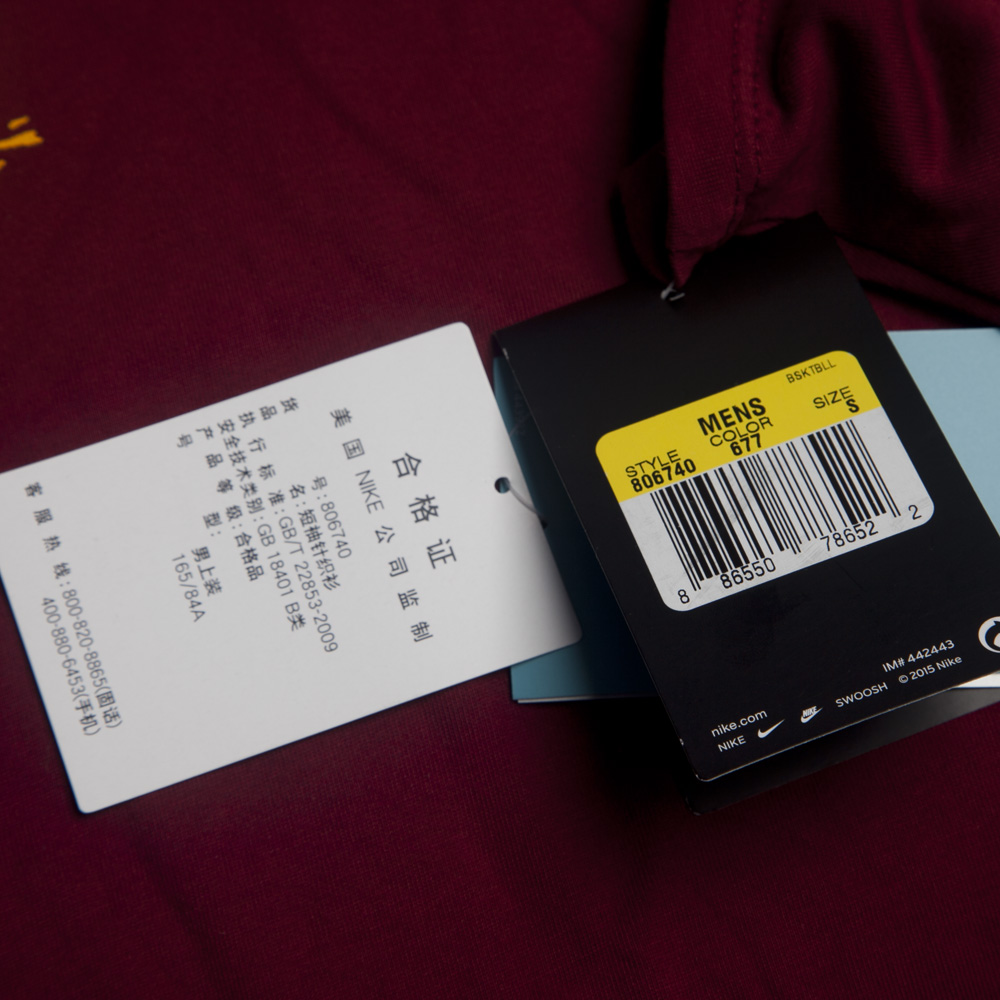 合格证
美国 NIKE 公司监制
货号:806740
品名:短袖针织衫
执行标准:GB/T 22853-2009
安全技术类别:GB 18401 B类
产品等级:合格品
号型:男上装
165/84A
客服热线:800-820-8865(固话)
400-880-6453(手机)
BSKTBLL
MENS
SIZE
S
COLOR
677
STYLE
806740
8 86550 78652 2
IM# 442443
nike.com
NIKE NIKE SWOOSH © 2015 Nike